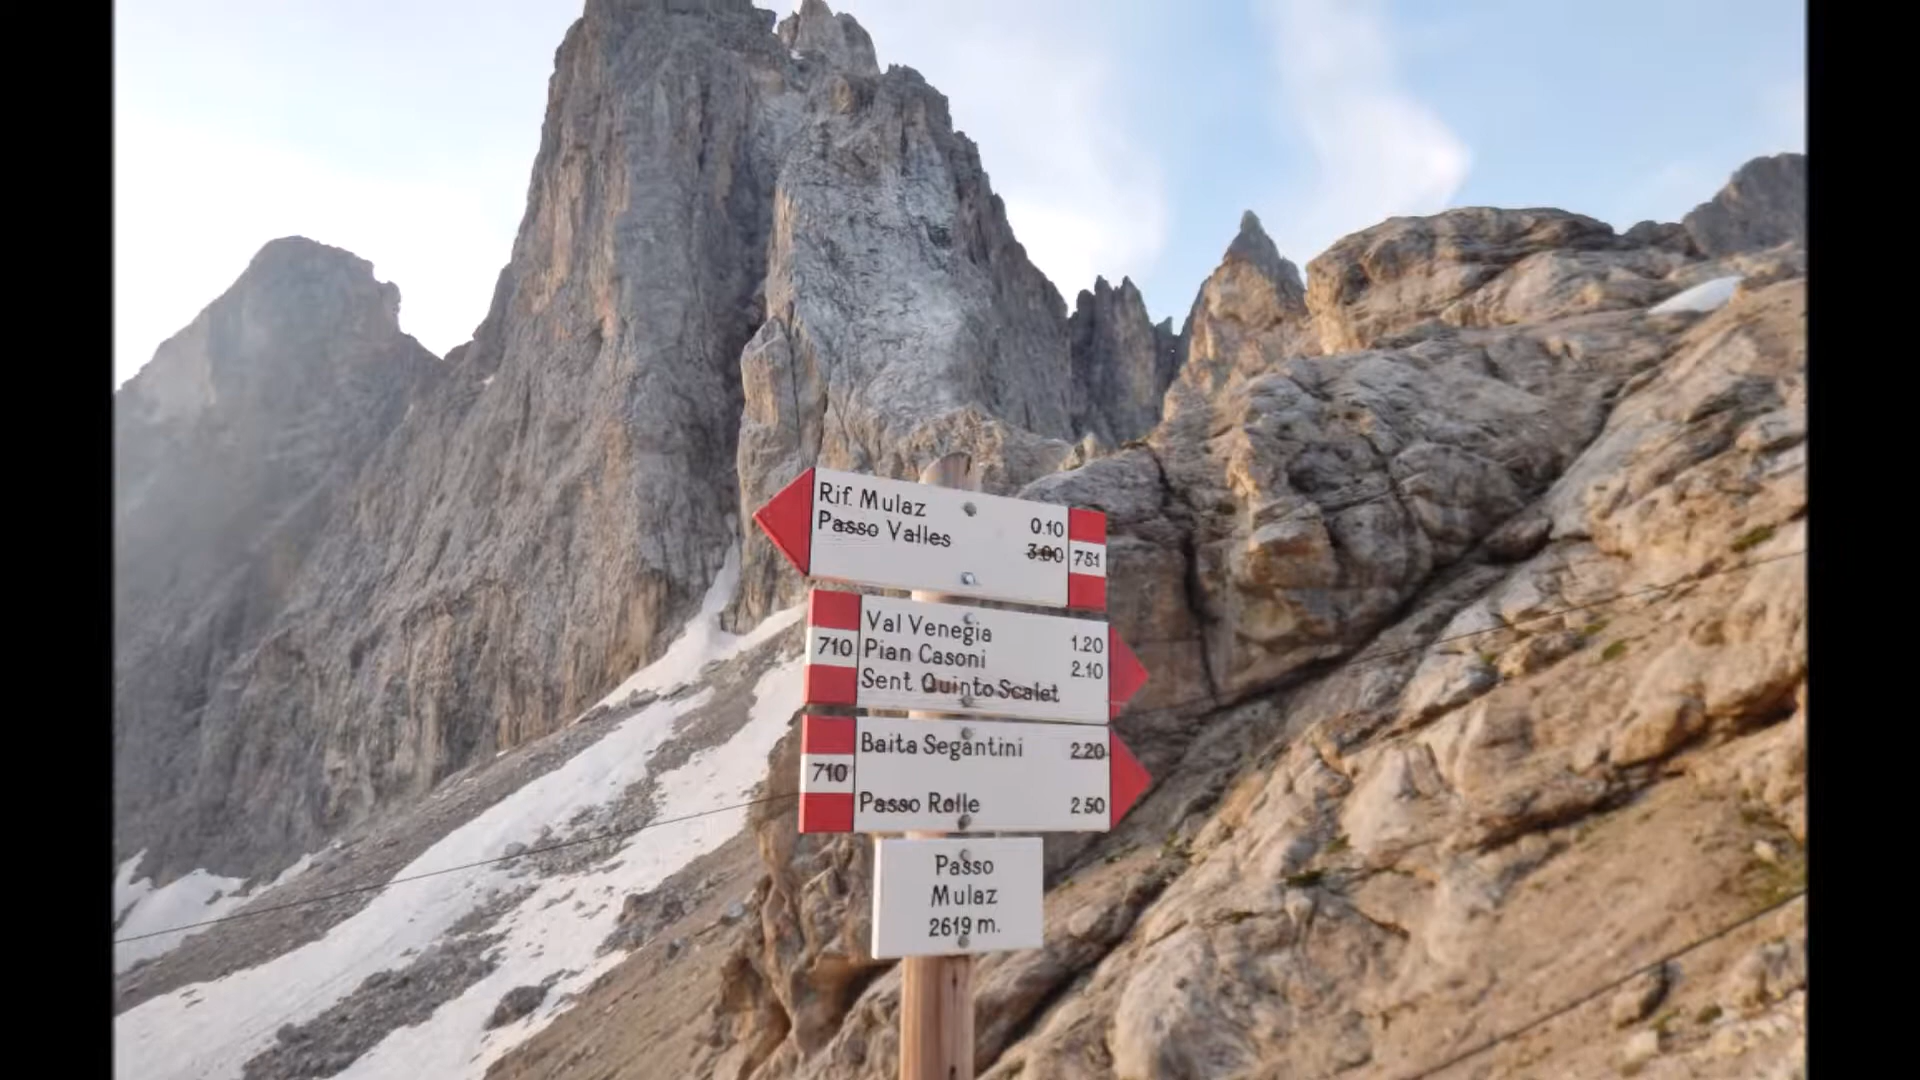 Rif. Mulaz 0.10
Passo Valles 3.00
751
Val Venegia 1.20
710 Pian Casoni 2.10
Sent. Quinto Scalet
Baita Segantini 2.20
710
Passo Rolle 2.50
Passo
Mulaz
2619 m.